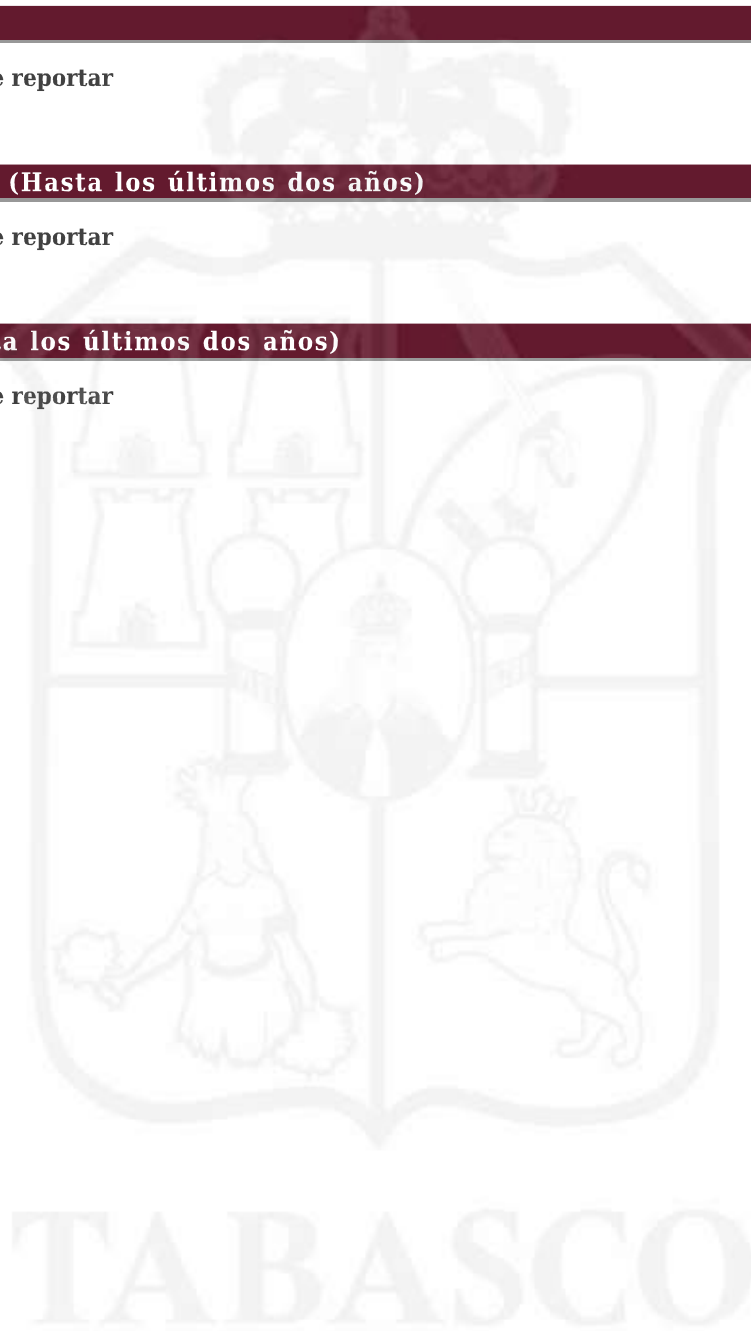 e reportar
(Hasta los últimos dos años)
e reportar
a los últimos dos años)
e reportar
TABASCO